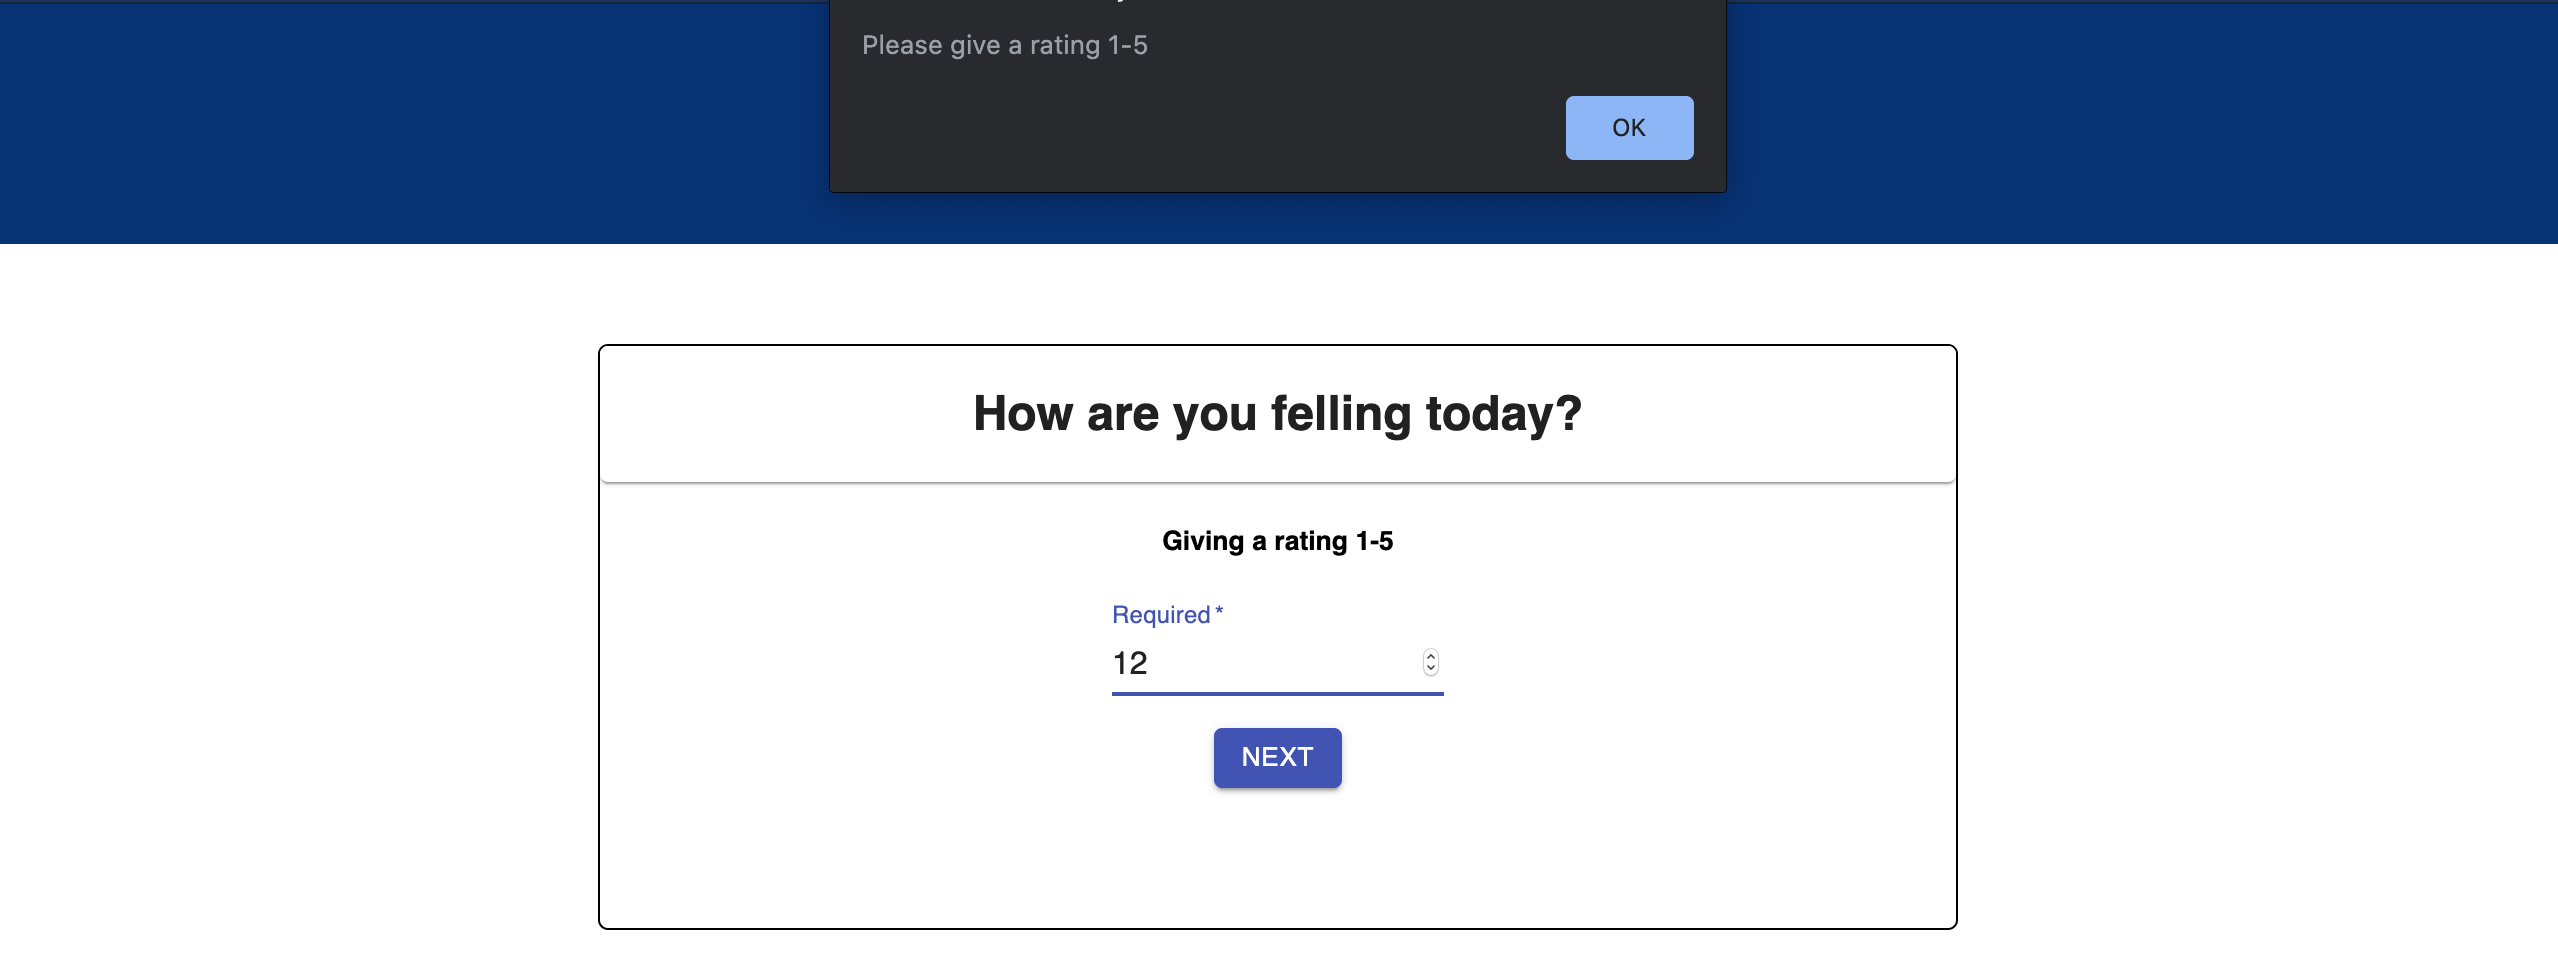 Please give a rating 1-5
OK
How are you felling today?
Giving a rating 1-5
Required *
12
NEXT